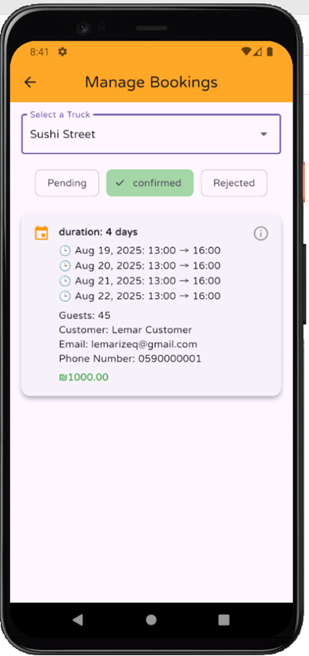 8:41
Manage Bookings
Select a Truck
Sushi Street
Pending
✓ confirmed
Rejected
duration: 4 days
Aug 19, 2025: 13:00 → 16:00
Aug 20, 2025: 13:00 → 16:00
Aug 21, 2025: 13:00 → 16:00
Aug 22, 2025: 13:00 → 16:00
Guests: 45
Customer: Lemar Customer
Email: lemarizeq@gmail.com
Phone Number: 0590000001
₪1000.00